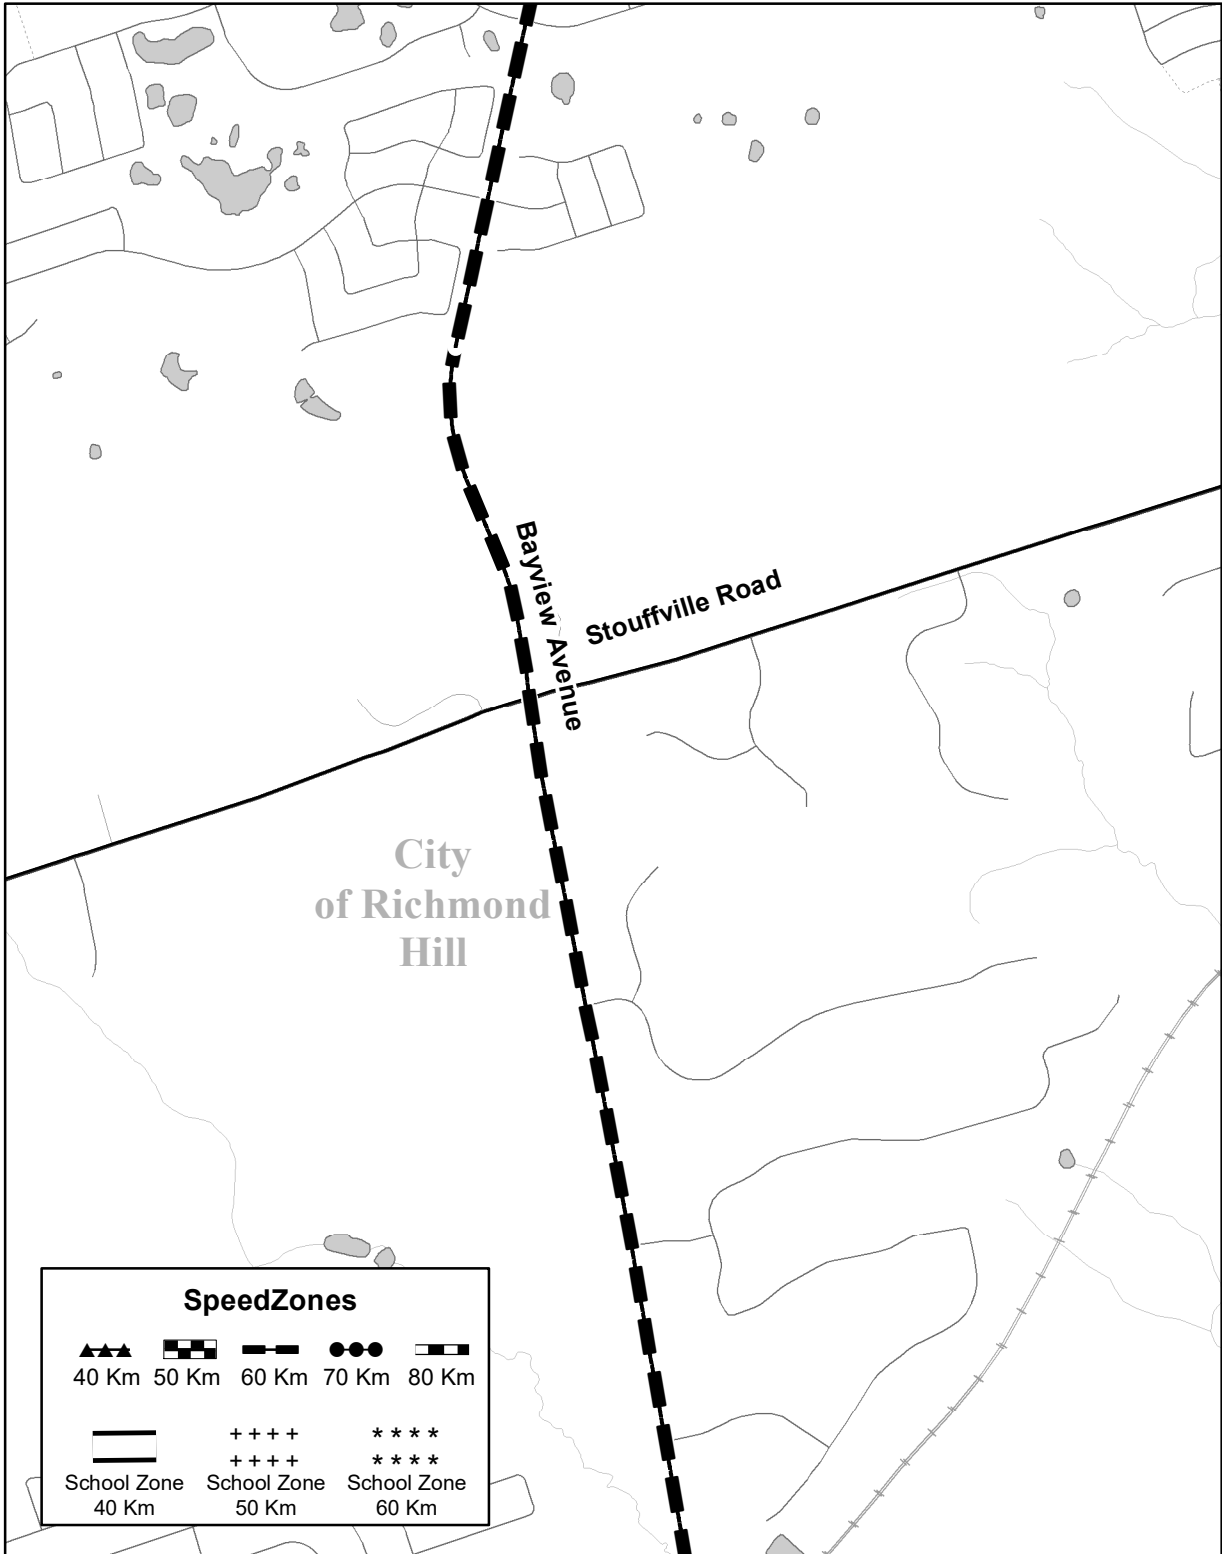 Bayview Avenue
Stouffville Road
City
of Richmond
Hill
SpeedZones
40 Km 50 Km 60 Km 70 Km 80 Km
School Zone School Zone School Zone
40 Km 50 Km 60 Km